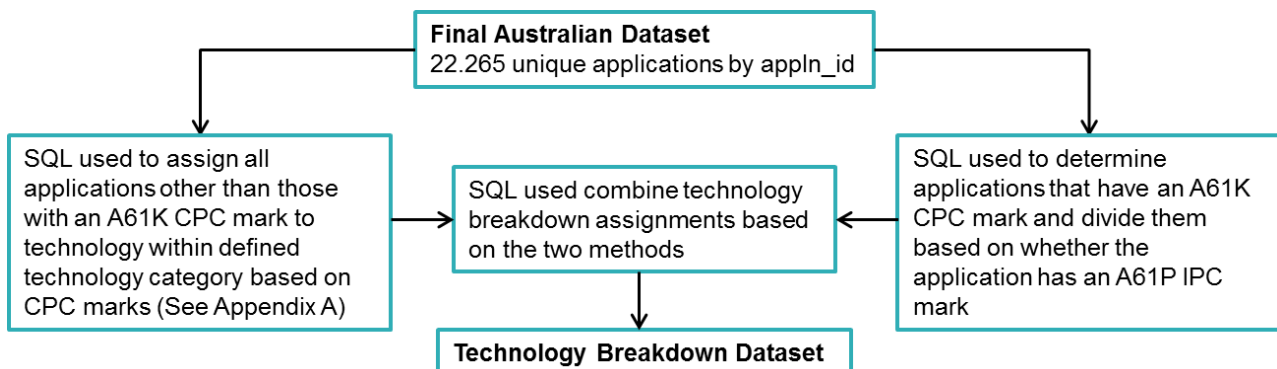 Final Australian Dataset
22.265 unique applications by appln_id
SQL used to assign all
applications other than those
with an A61K CPC mark to
technology within defined
technology category based on
CPC marks (See Appendix A)
SQL used combine technology
breakdown assignments based
on the two methods
SQL used to determine
applications that have an A61K
CPC mark and divide them
based on whether the
application has an A61P IPC
mark
Technology Breakdown Dataset